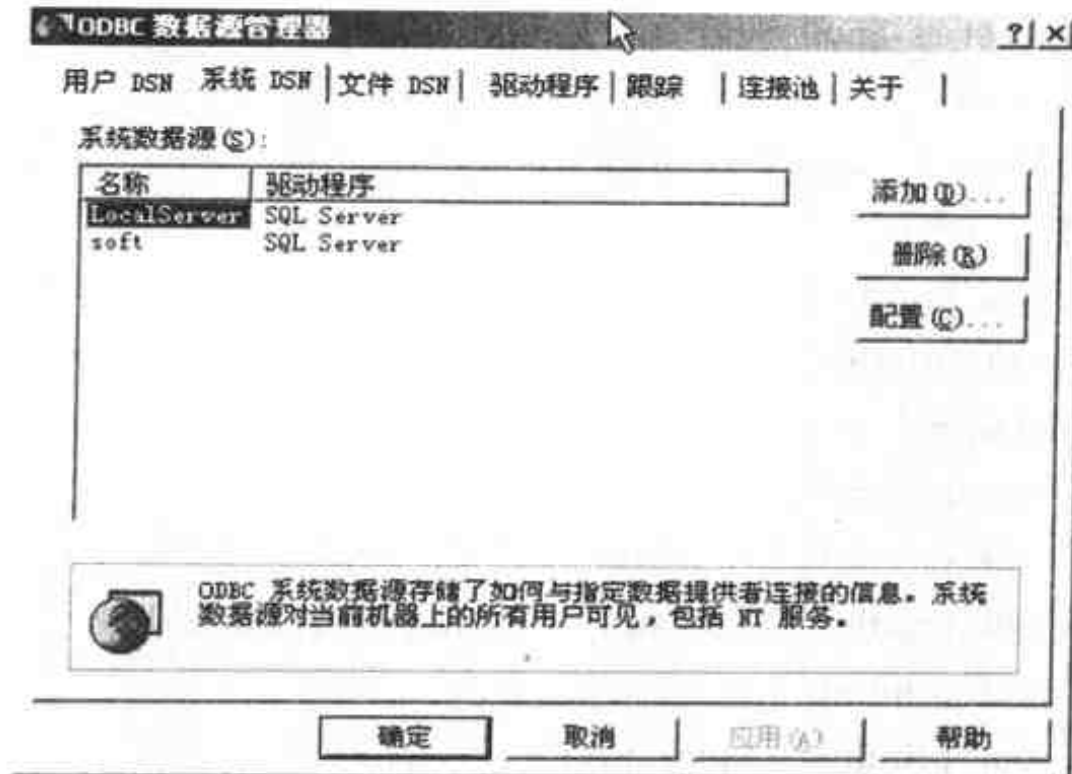 ODBC 数据源管理器
? ×
用户 DSN 系统 DSN 文件 DSN 驱动程序 跟踪 连接池 关于
系统数据源(S):
名称 驱动程序
LocalServer SQL Server
soft SQL Server
添加(D)...
删除(R)
配置(C)...
ODBC 系统数据源存储了如何与指定数据提供者连接的信息。系统
数据源对当前机器上的所有用户可见，包括 NT 服务。
确定 取消 应用(A) 帮助